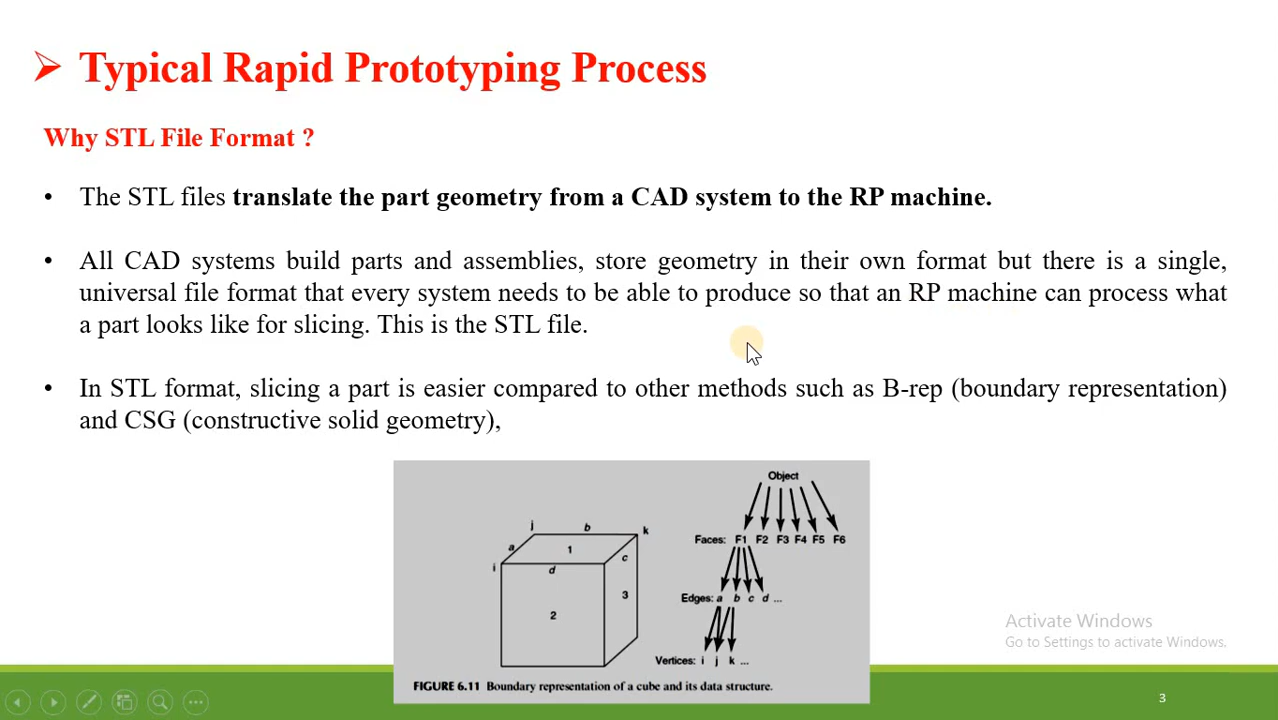 Typical Rapid Prototyping Process
Why STL File Format ?
• The STL files translate the part geometry from a CAD system to the RP machine.
• All CAD systems build parts and assemblies, store geometry in their own format but there is a single,
universal file format that every system needs to be able to produce so that an RP machine can process what
a part looks like for slicing. This is the STL file.
• In STL format, slicing a part is easier compared to other methods such as B-rep (boundary representation)
and CSG (constructive solid geometry),
Object
j b k
Faces: F1 F2 F3 F4 F5 F6
a 1 c
i d
3
Edges: a b c d ...
2
Vertices: i j k ...
FIGURE 6.11 Boundary representation of a cube and its data structure.
Activate Windows
Go to Settings to activate Windows.
3